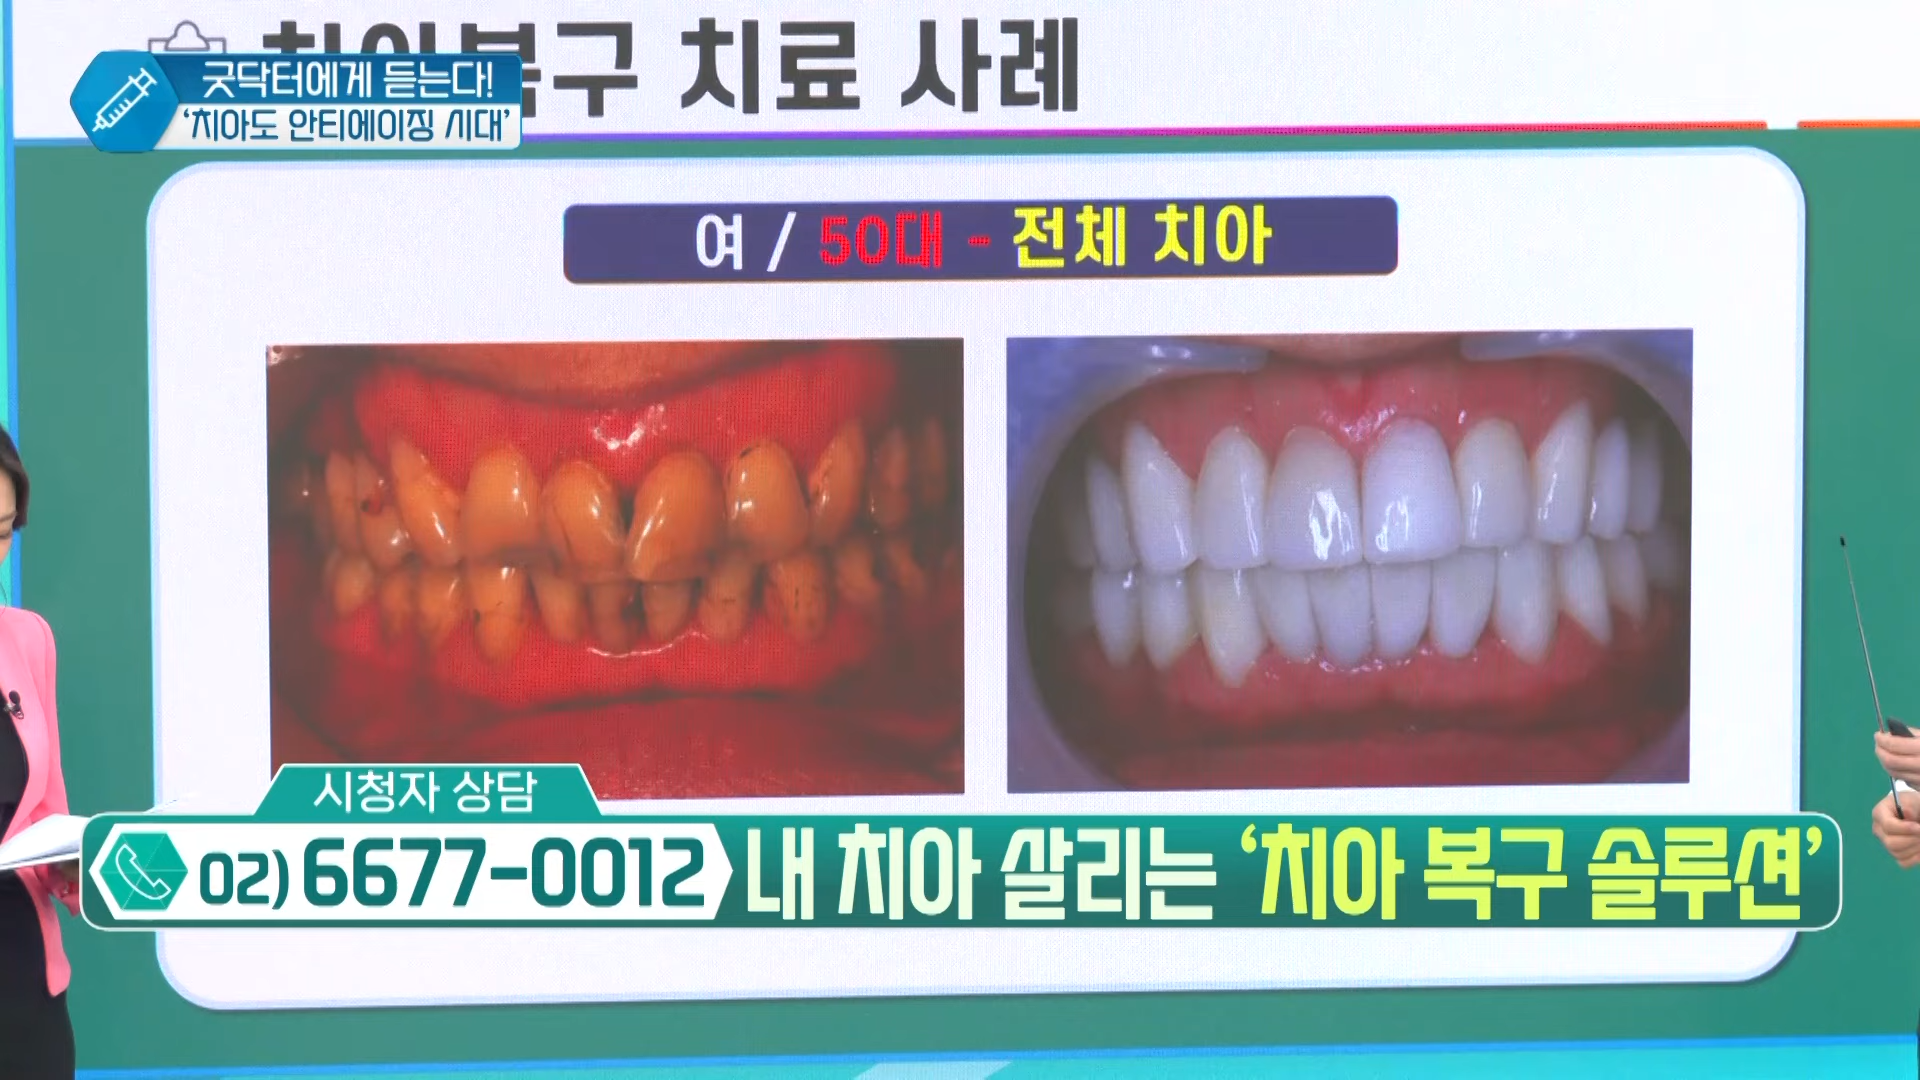 굿닥터에게 듣는다!
'치아도 안티에이징 시대'
치아복구 치료 사례
여 / 50대 - 전체 치아
시청자 상담
02) 6677-0012
내 치아 살리는 '치아 복구 솔루션'